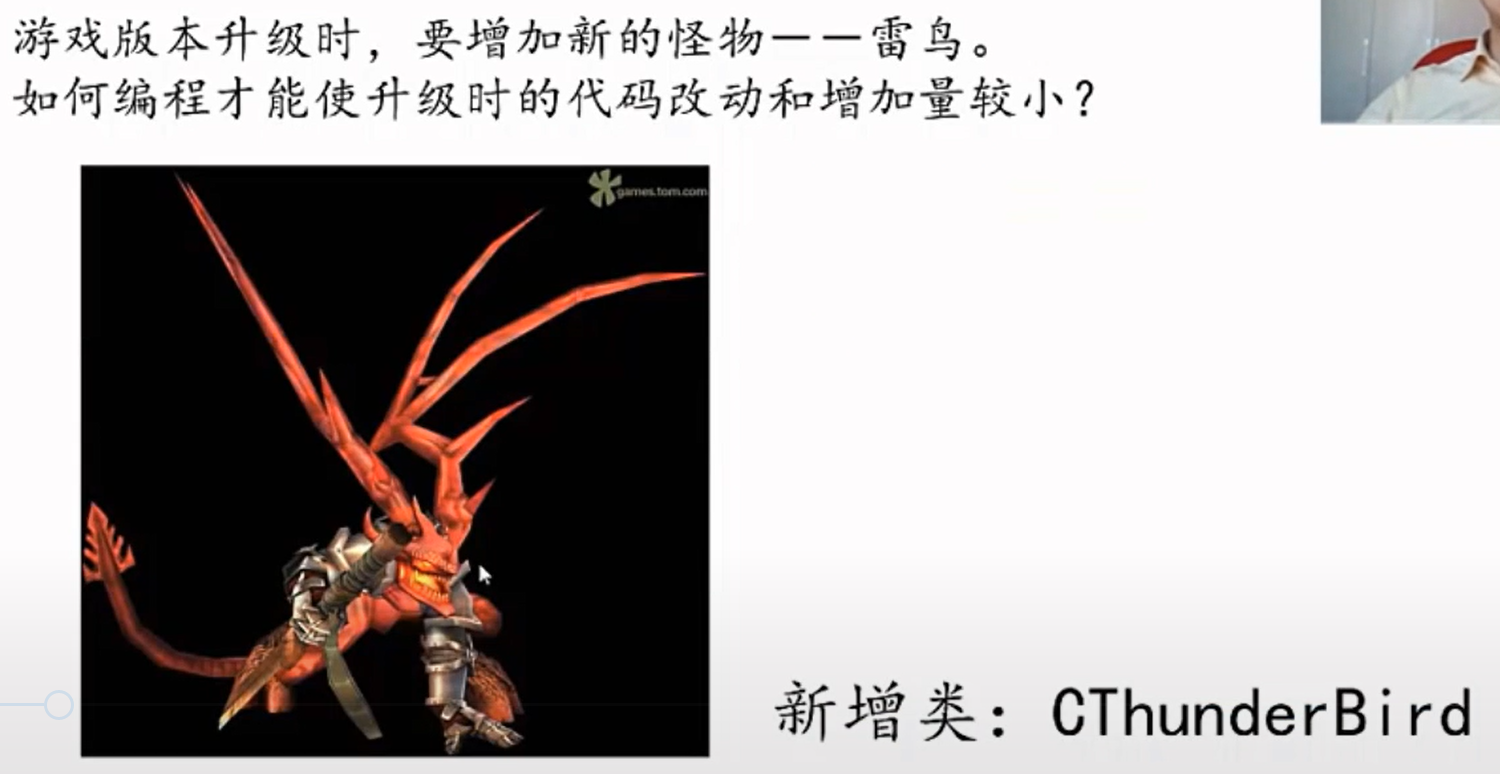 游戏版本升级时，要增加新的怪物——雷鸟。
如何编程才能使升级时的代码改动和增加量较小？
games.tom.com
新增类：CThunderBird